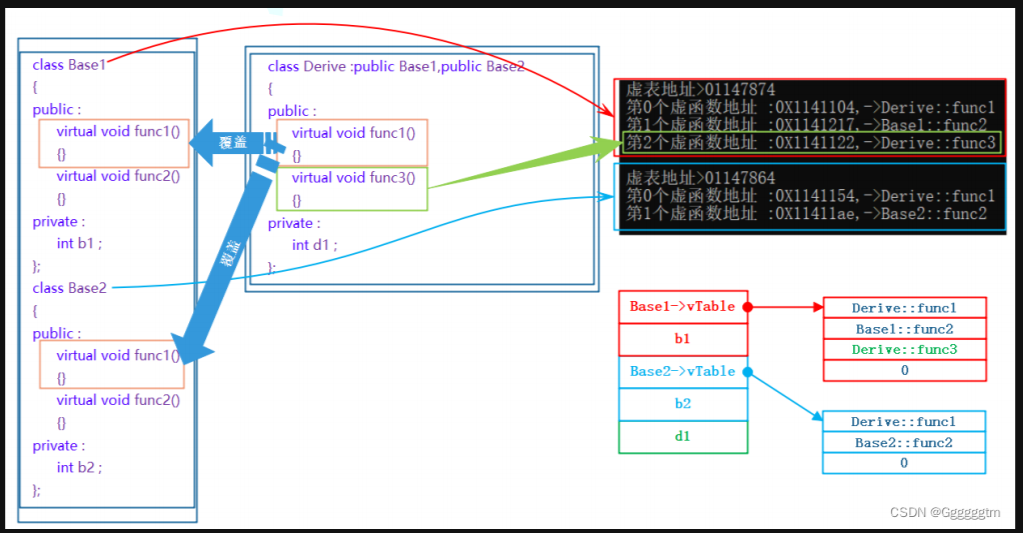 class Base1
{
public :
virtual void func1()
{}
virtual void func2()
{}
private :
int b1 ;
};
class Base2
{
public :
virtual void func1()
{}
virtual void func2()
{}
private :
int b2 ;
};
覆盖
覆盖
class Derive :public Base1,public Base2
{
public :
virtual void func1()
{}
virtual void func3()
{}
private :
int d1 ;
};
虚表地址>01147874
第0个虚函数地址 :0X1141104,->Derive::func1
第1个虚函数地址 :0X1141217,->Base1::func2
第2个虚函数地址 :0X1141122,->Derive::func3
虚表地址>01147864
第0个虚函数地址 :0X1141154,->Derive::func1
第1个虚函数地址 :0X11411ae,->Base2::func2
Base1->vTable
b1
Base2->vTable
b2
d1
Derive::func1
Base1::func2
Derive::func3
0
Derive::func1
Base2::func2
0
CSDN @Ggggggtm